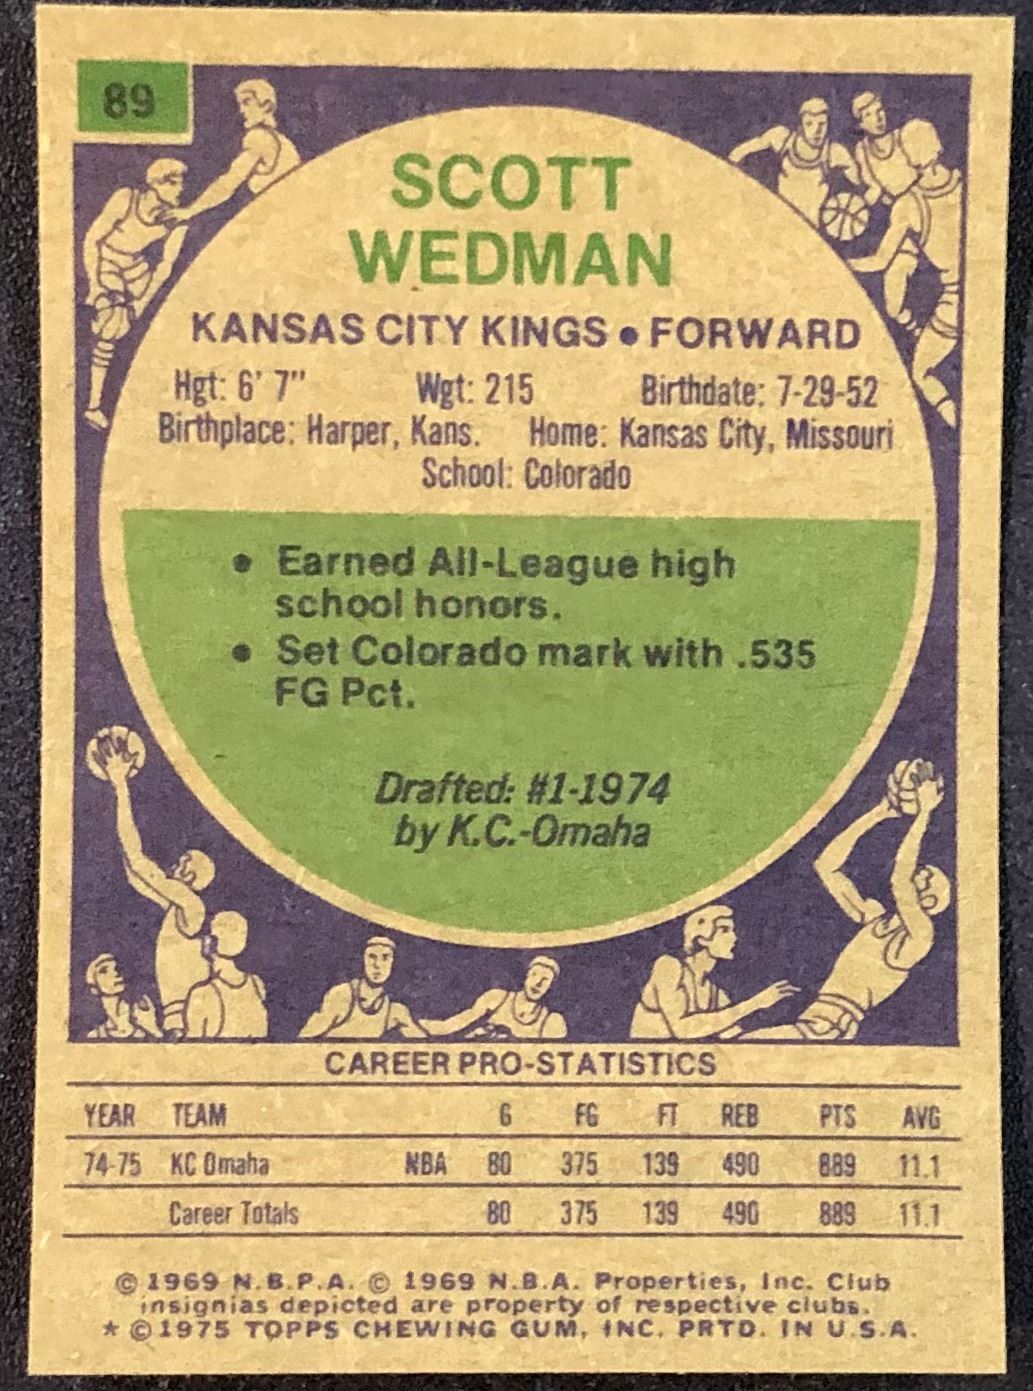 89
SCOTT
WEDMAN
KANSAS CITY KINGS • FORWARD
Hgt: 6' 7" Wgt: 215 Birthdate: 7-29-52
Birthplace: Harper, Kans. Home: Kansas City, Missouri
School: Colorado
• Earned All-League high
school honors.
• Set Colorado mark with .535
FG Pct.
Drafted: #1-1974
by K.C.-Omaha
CAREER PRO-STATISTICS
YEAR TEAM G FG FT REB PTS AVG
74-75 KC Omaha NBA 80 375 139 490 889 11.1
Career Totals 80 375 139 490 889 11.1
© 1969 N.B.P.A. © 1969 N.B.A. Properties, Inc. Club
insignias depicted are property of respective clubs.
* © 1975 TOPPS CHEWING GUM, INC. PRTD. IN U.S.A.